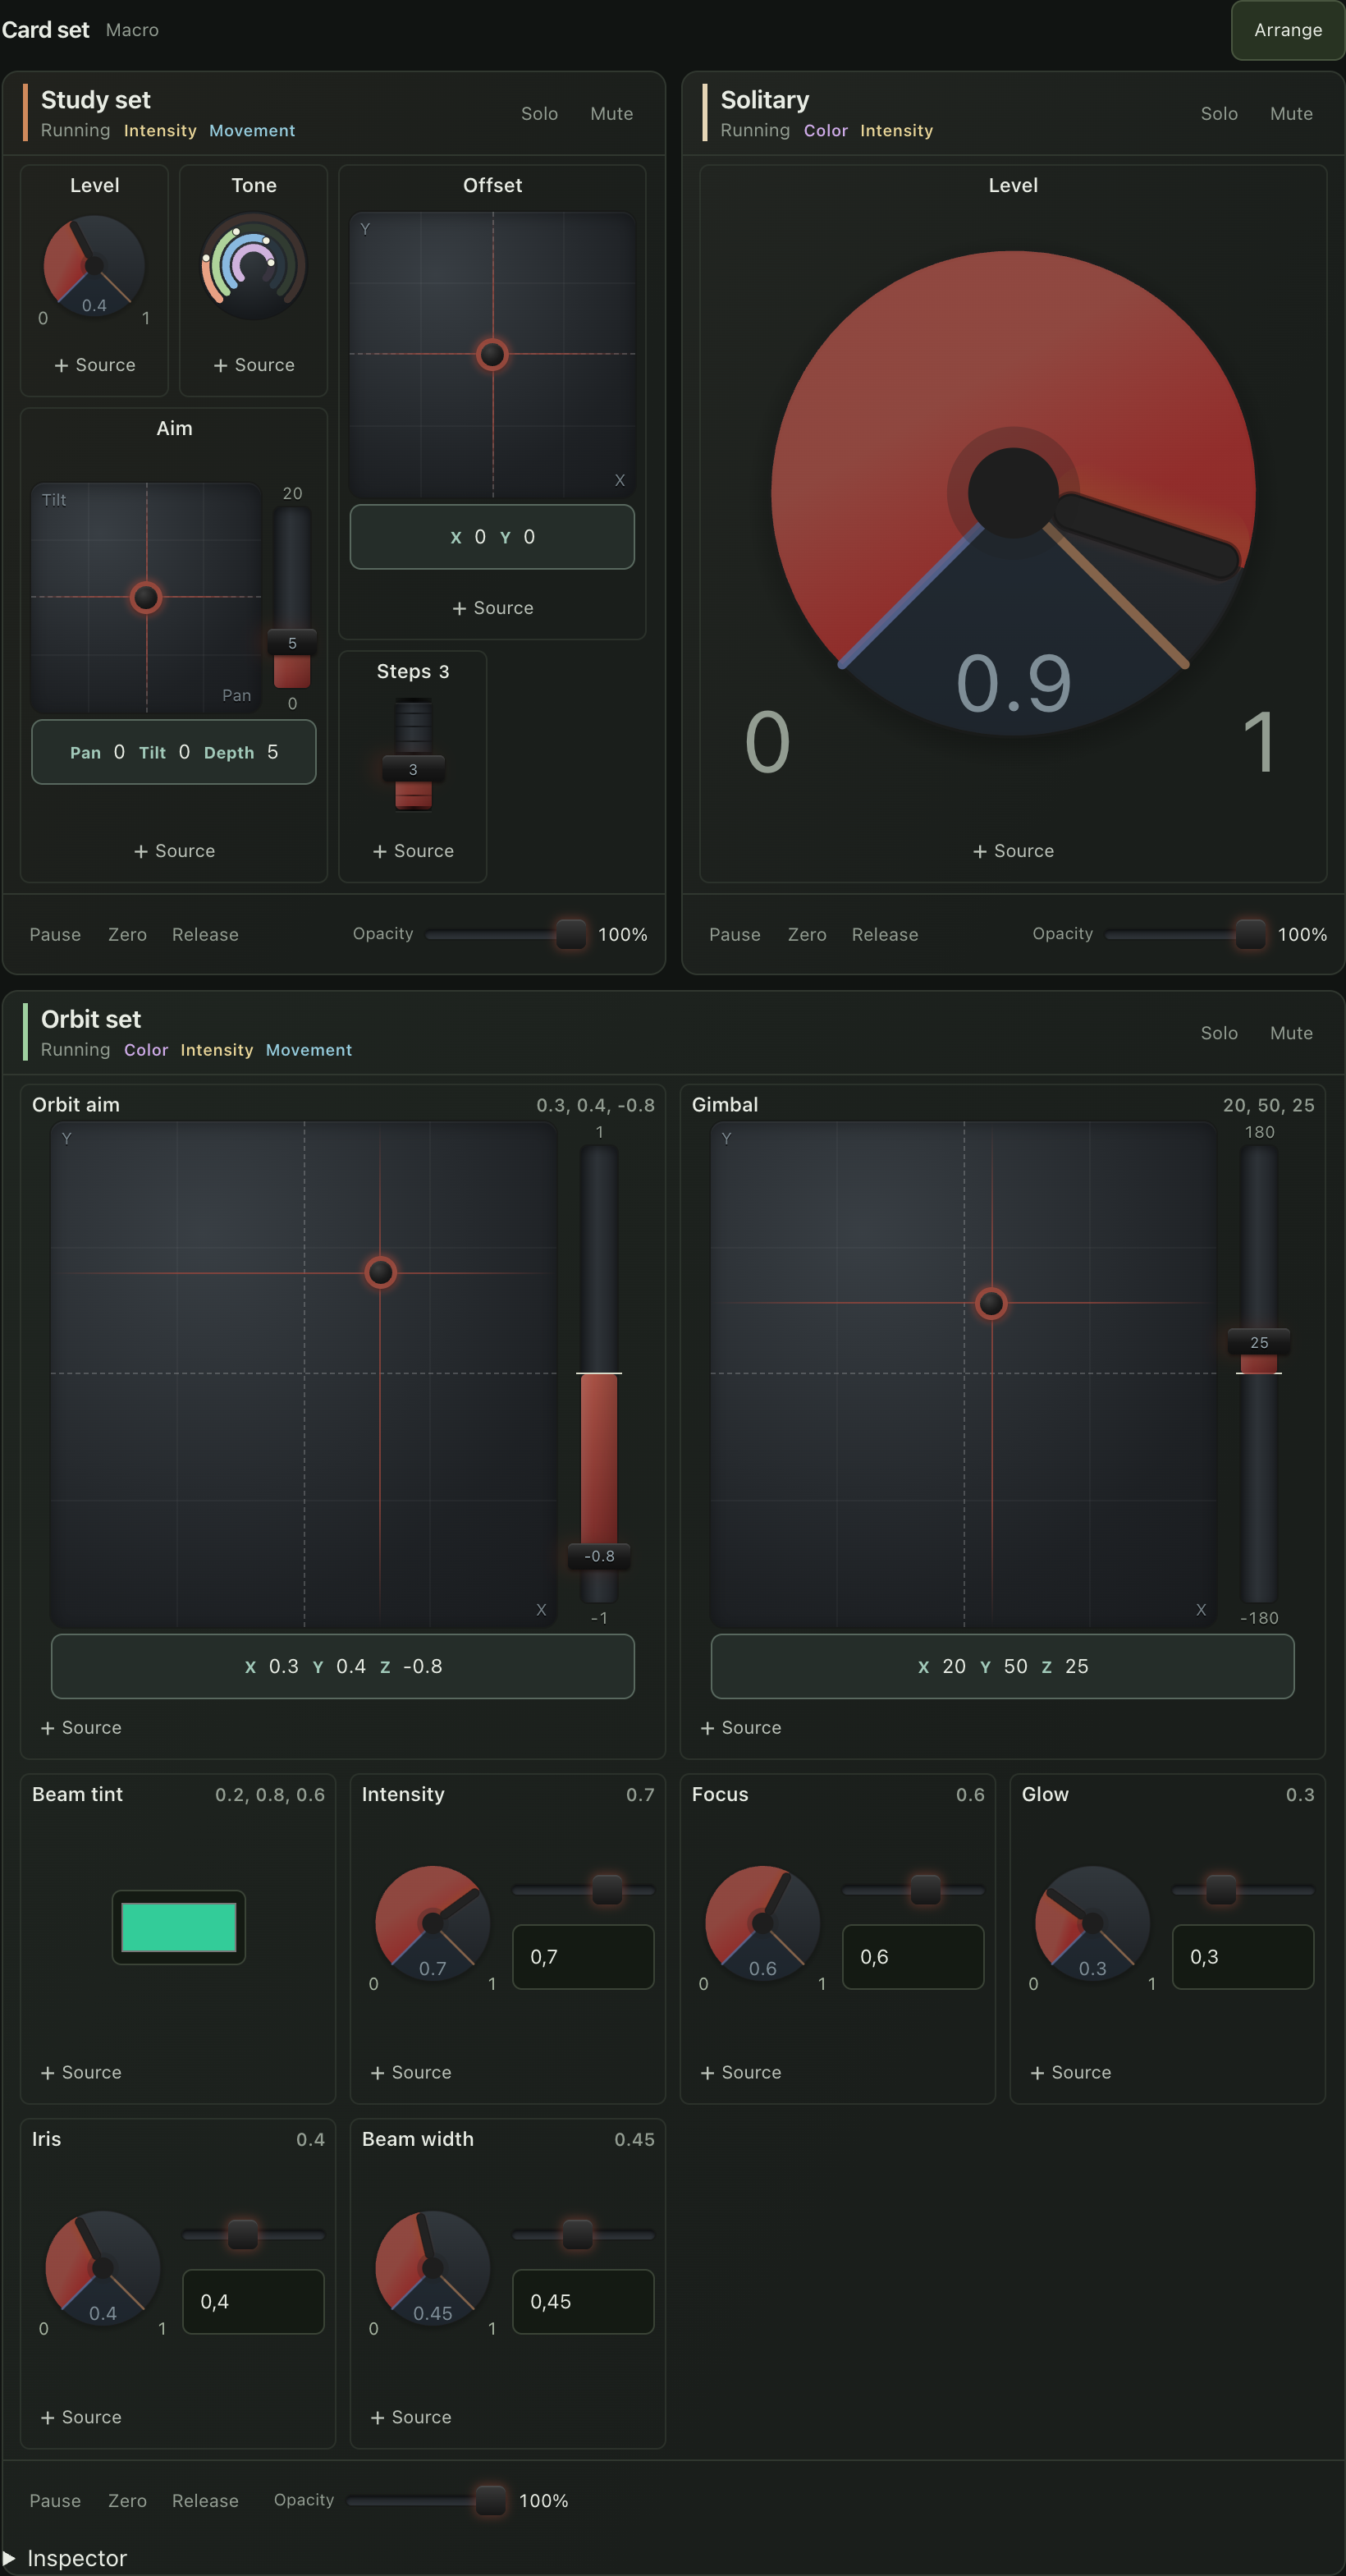 Card set Macro Arrange
Study set
Running Intensity Movement
Solo Mute
Level
0.4
0 1
+ Source
Tone
+ Source
Offset
Y
X
X 0 Y 0
+ Source
Aim
Tilt
Pan
20
5
0
Pan 0 Tilt 0 Depth 5
+ Source
Steps 3
3
+ Source
Pause Zero Release Opacity 100%
Solitary
Running Color Intensity
Solo Mute
Level
0.9
0 1
+ Source
Pause Zero Release Opacity 100%
Orbit set
Running Color Intensity Movement
Solo Mute
Orbit aim 0.3, 0.4, -0.8
Y
X
1
-0.8
-1
X 0.3 Y 0.4 Z -0.8
+ Source
Gimbal 20, 50, 25
Y
X
180
25
-180
X 20 Y 50 Z 25
+ Source
Beam tint 0.2, 0.8, 0.6
+ Source
Intensity 0.7
0.7
0 1
0,7
+ Source
Focus 0.6
0.6
0 1
0,6
+ Source
Glow 0.3
0.3
0 1
0,3
+ Source
Iris 0.4
0.4
0 1
0,4
+ Source
Beam width 0.45
0.45
0 1
0,45
+ Source
Pause Zero Release Opacity 100%
Inspector